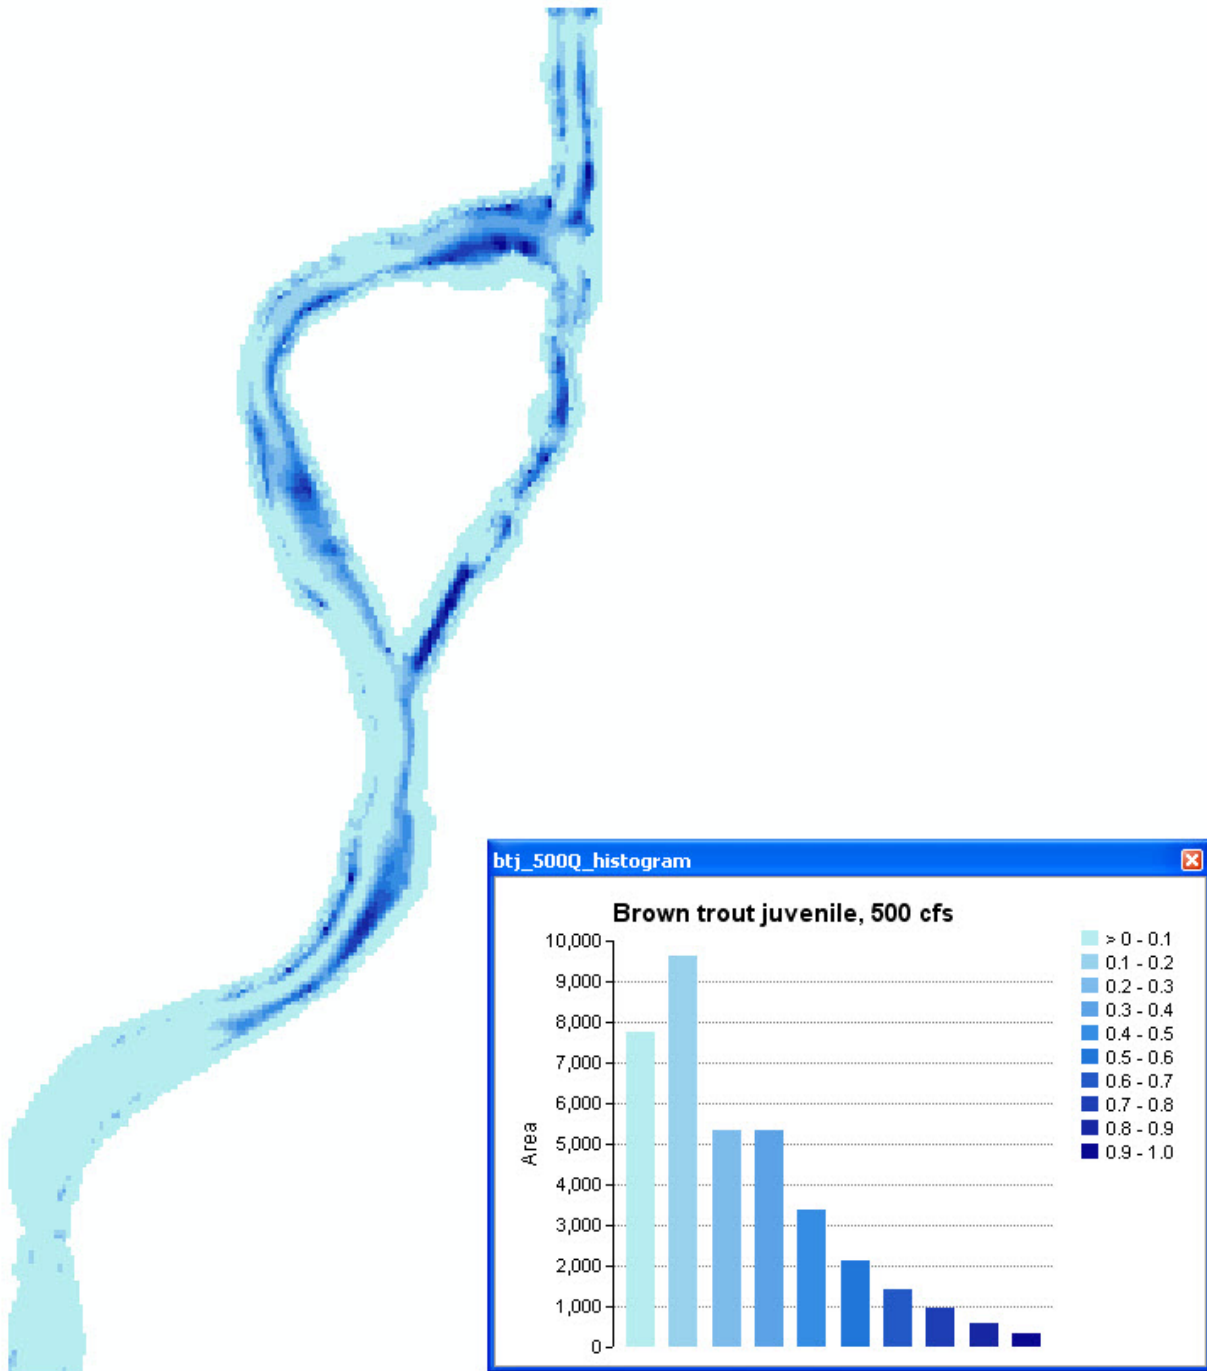 btj_500Q_histogram
Brown trout juvenile, 500 cfs
Area
10,000
9,000
8,000
7,000
6,000
5,000
4,000
3,000
2,000
1,000
0
> 0 - 0.1
0.1 - 0.2
0.2 - 0.3
0.3 - 0.4
0.4 - 0.5
0.5 - 0.6
0.6 - 0.7
0.7 - 0.8
0.8 - 0.9
0.9 - 1.0